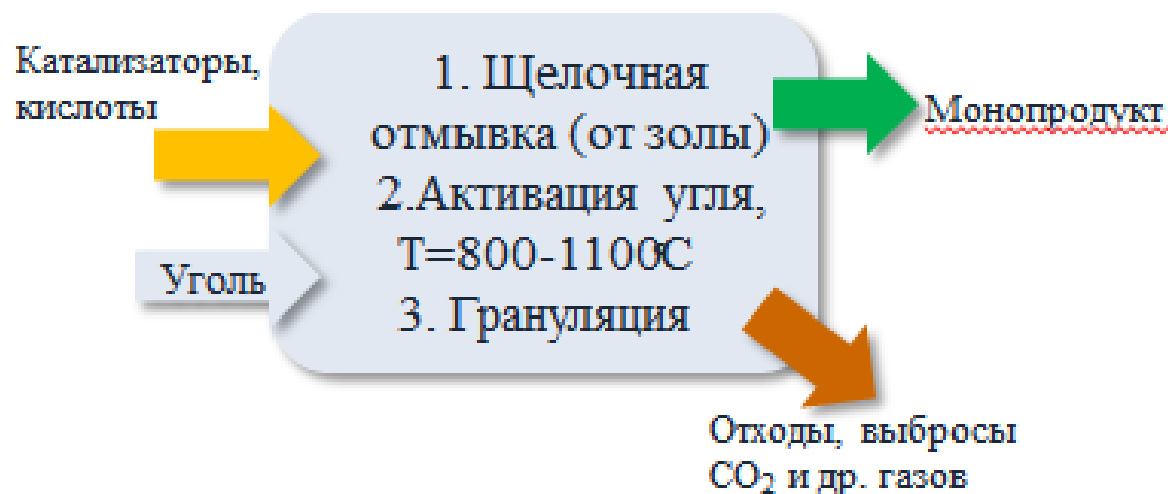 Катализаторы,
кислоты
Уголь
1. Щелочная
отмывка (от золы)
2.Активация угля,
Т=800-1100°С
3. Грануляция
Монопродукт
Отходы, выбросы
СО₂ и др. газов